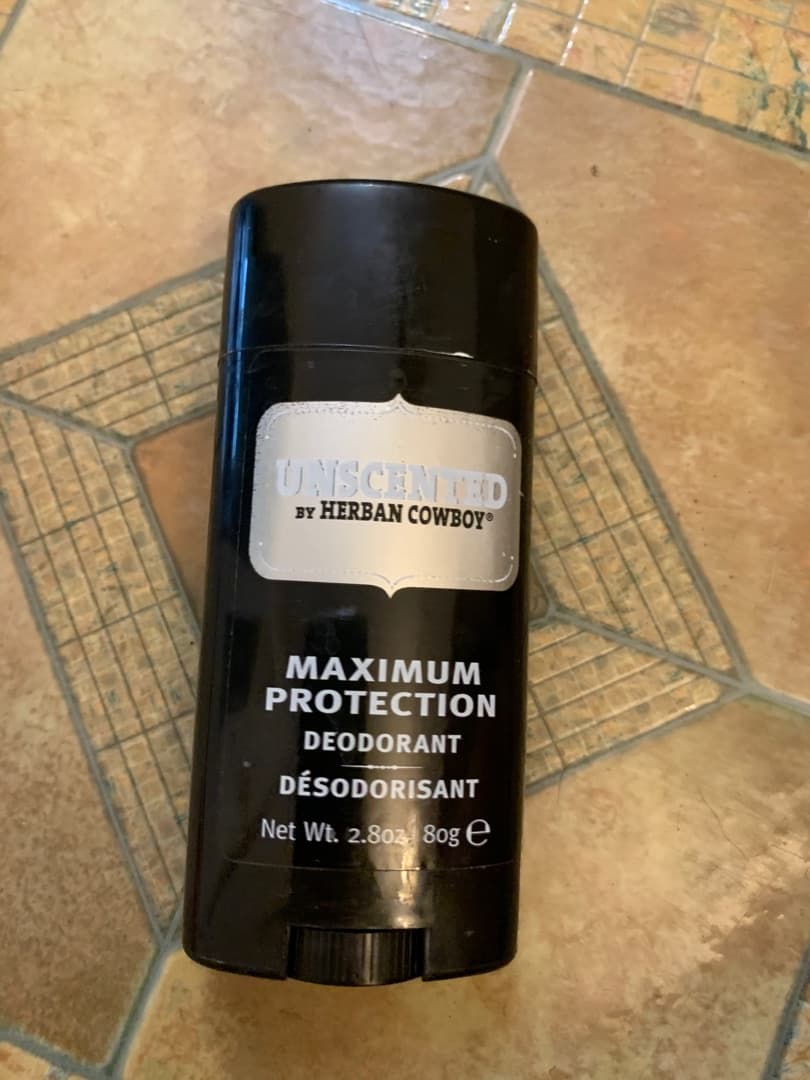 UNSCENTED
BY HERBAN COWBOY®
MAXIMUM
PROTECTION
DEODORANT
DÉSODORISANT
Net Wt. 2.8oz 80g ℮